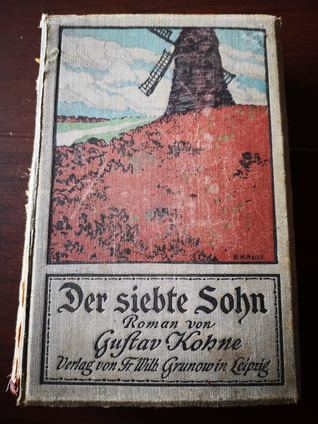 Der siebte Sohn
Roman von
Gustav Kohne
Verlag von Fr. Wilh. Grunow in Leipzig